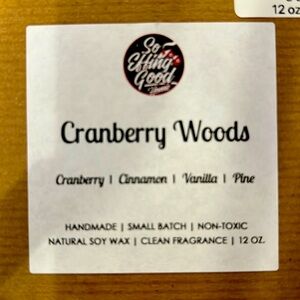 12 oz
So
Effing
Good
Cranberry Woods
Cranberry | Cinnamon | Vanilla | Pine
HANDMADE | SMALL BATCH | NON-TOXIC
NATURAL SOY WAX | CLEAN FRAGRANCE | 12 OZ.